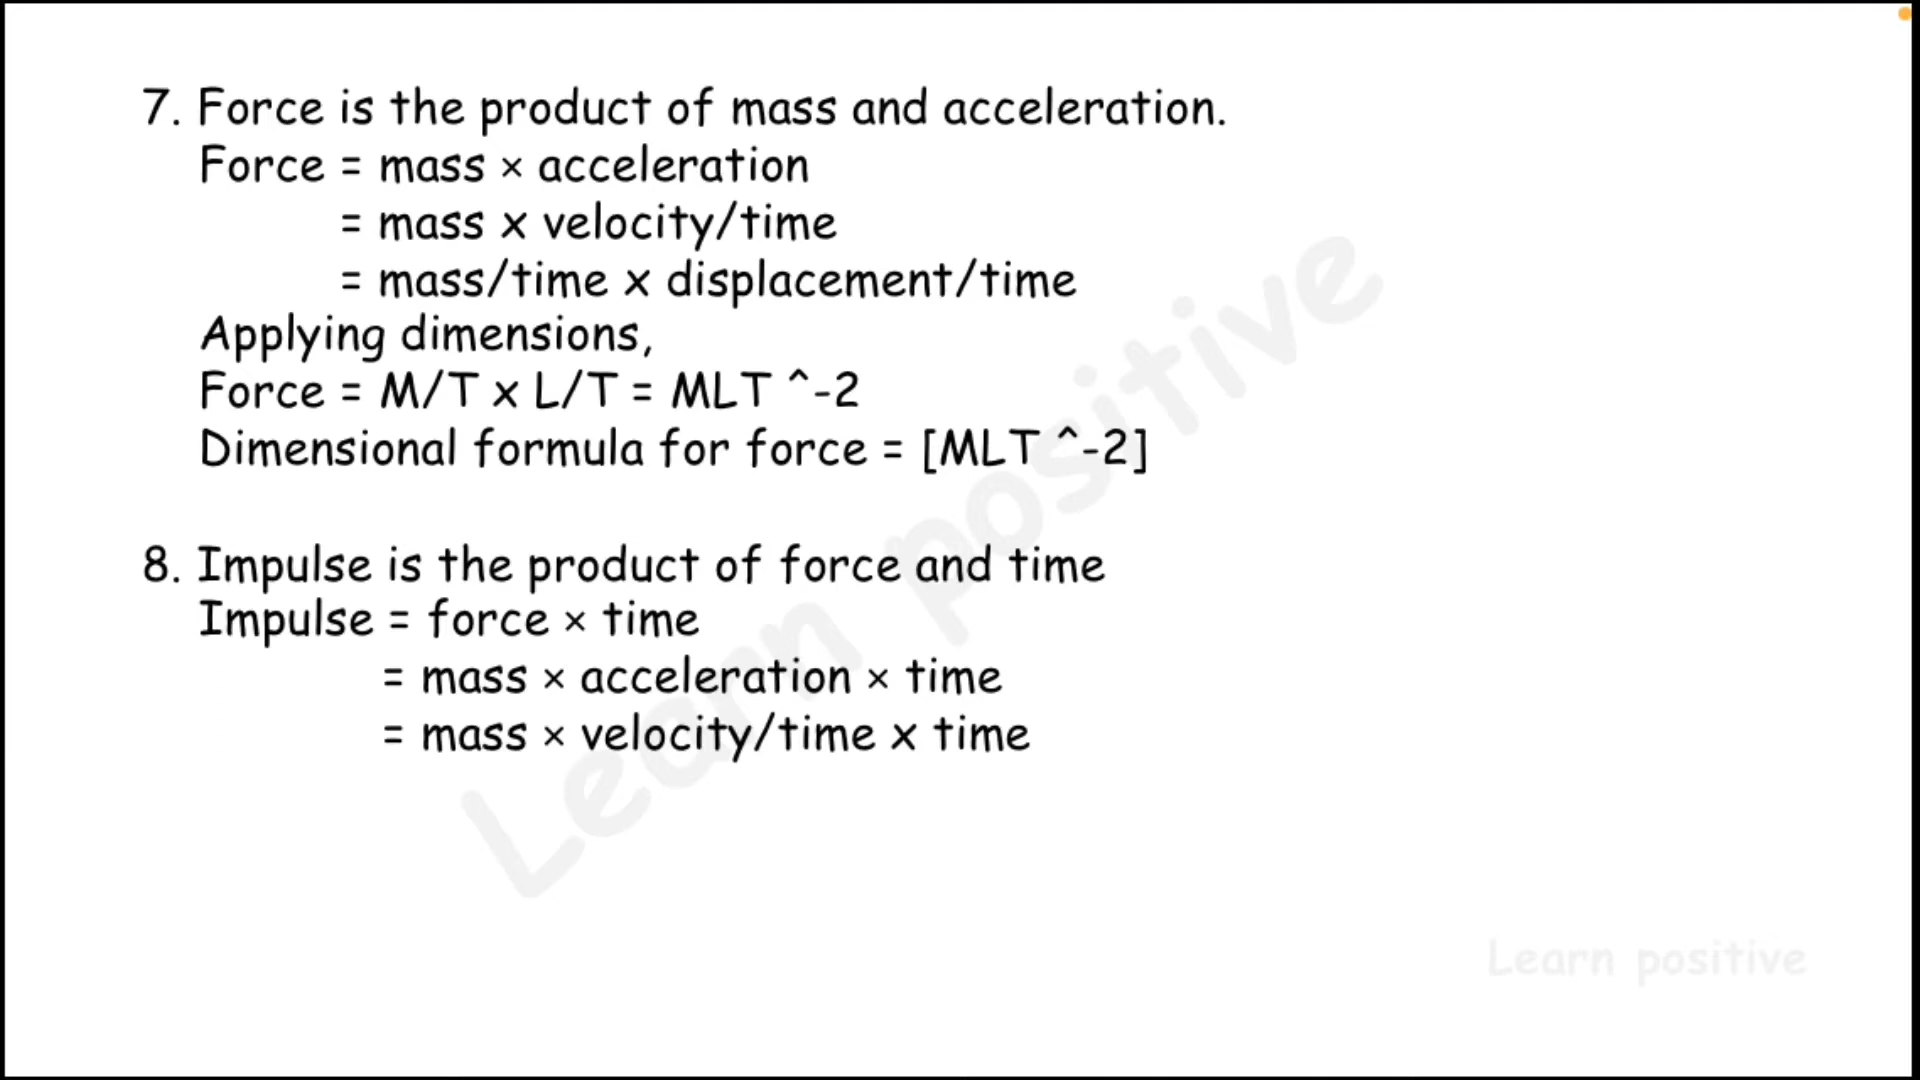 7. Force is the product of mass and acceleration.
Force = mass × acceleration
= mass x velocity/time
= mass/time x displacement/time
Applying dimensions,
Force = M/T x L/T = MLT ^-2
Dimensional formula for force = [MLT ^-2]
8. Impulse is the product of force and time
Impulse = force × time
= mass × acceleration × time
= mass × velocity/time x time
Learn positive
Learn positive